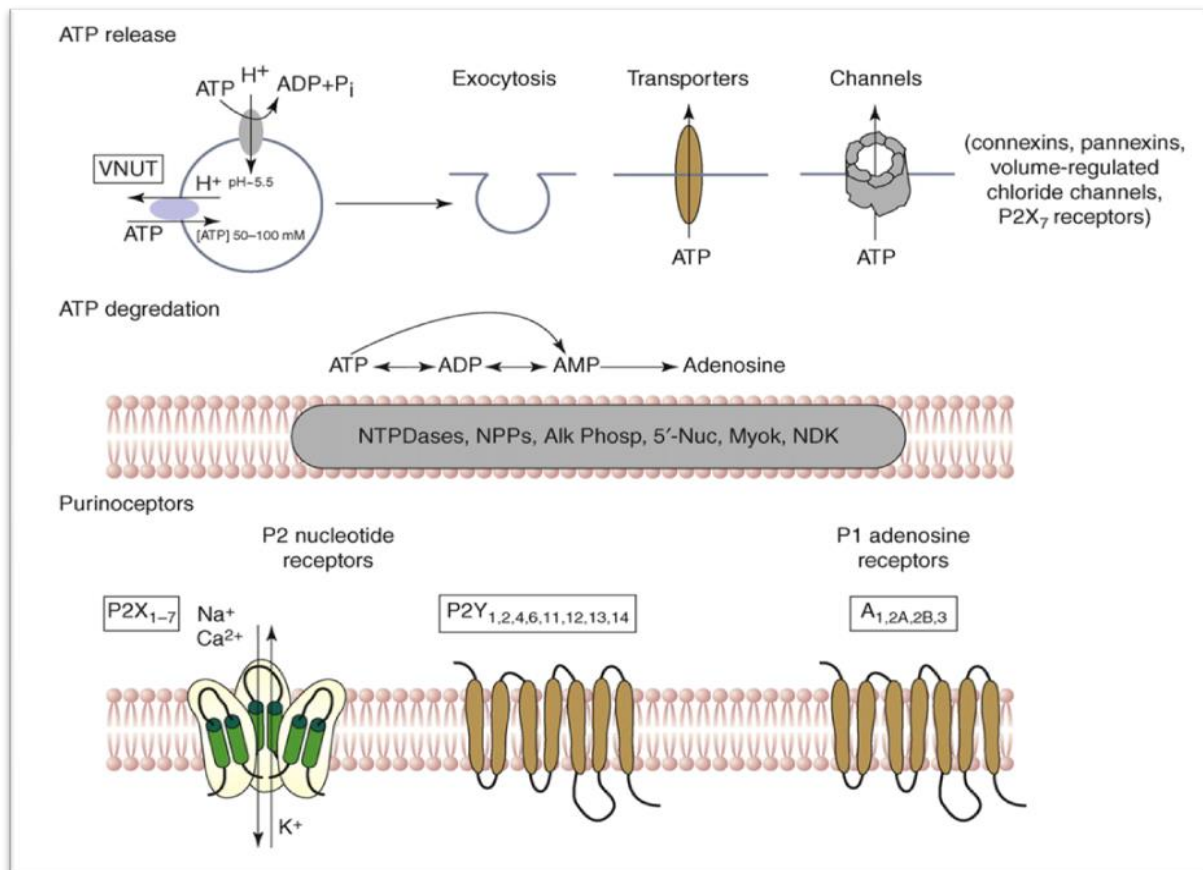 ATP release
ATP H⁺ ADP+Pᵢ
VNUT
H⁺ pH~5.5
ATP
[ATP] 50–100 mM
Exocytosis
Transporters
ATP
Channels
ATP
(connexins, pannexins,
volume-regulated
chloride channels,
P2X₇ receptors)
ATP degredation
ATP ADP AMP Adenosine
NTPDases, NPPs, Alk Phosp, 5′-Nuc, Myok, NDK
Purinoceptors
P2 nucleotide
receptors
P1 adenosine
receptors
P2X₁₋₇
Na⁺
Ca²⁺
K⁺
P2Y₁,₂,₄,₆,₁₁,₁₂,₁₃,₁₄
A₁,₂A,₂B,₃